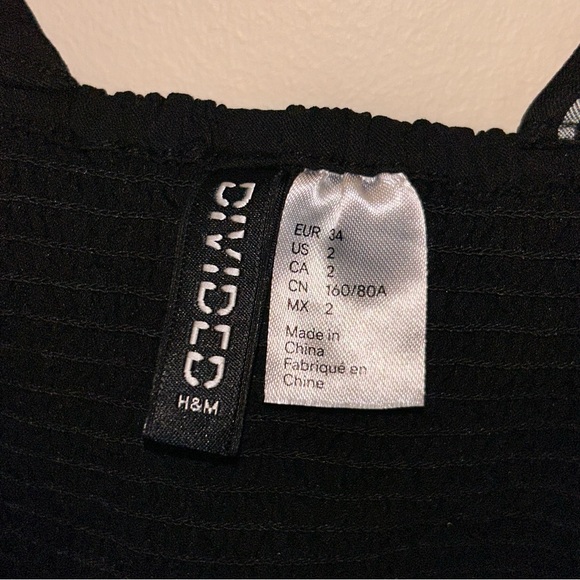 DIVIDED
H&M
EUR 34
US 2
CA 2
CN 160/80A
MX 2
Made in
China
Fabriqué en
Chine